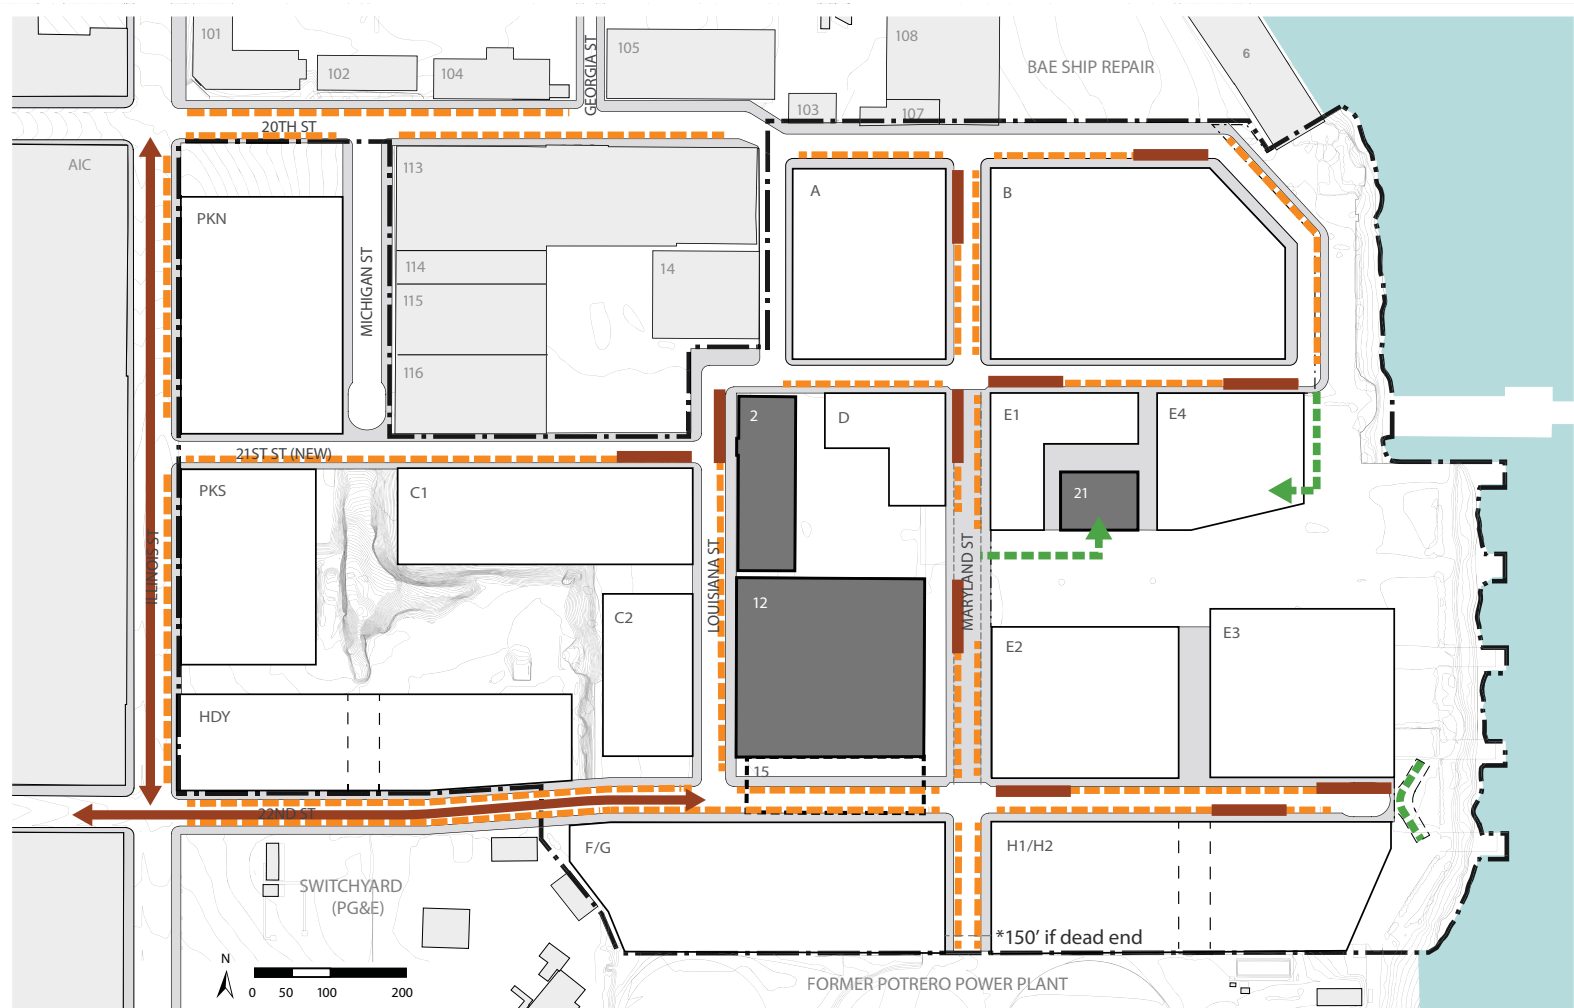 101
102
104
GEORGIA ST
105
103
108
107
BAE SHIP REPAIR
6
20TH ST
AIC
PKN
MICHIGAN ST
113
114
115
116
14
A
B
21ST ST (NEW)
PKS
C1
C2
ILLINOIS ST
LOUISIANA ST
2
D
12
15
MARYLAND ST
E1
E4
21
E2
E3
HDY
22ND ST
F/G
H1/H2
SWITCHYARD
(PG&E)
*150' if dead end
FORMER POTRERO POWER PLANT
N
0 50 100 200